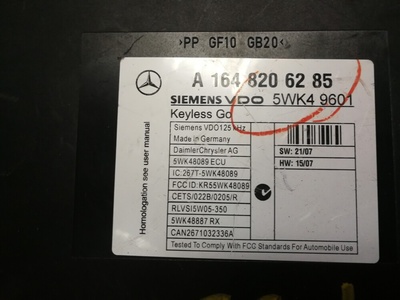 >PP GF10 GB20<
A 164 820 62 85
SIEMENS VDO 5WK4 9601
Keyless Go
Siemens VDO125 kHz
Made in Germany
DaimlerChrysler AG
5WK48089 ECU
IC:267T-5WK48089
FCC ID:KR55WK48089
CETS/022B/0205/R
RLVSI5W05-350
5WK48887 RX
CAN2671032336A
Tested To Comply With FCC Standards For Automobile Use
SW: 21/07
HW: 15/07
Homologation see user manual